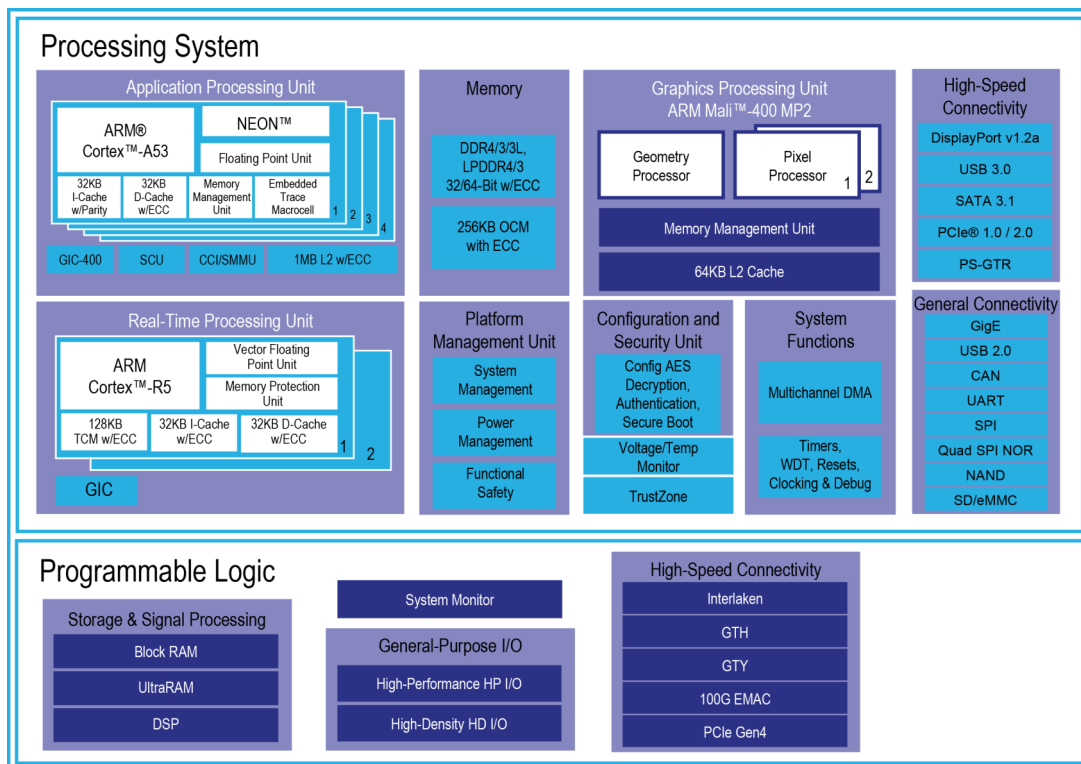 Processing System
Application Processing Unit
ARM®
Cortex™-A53
NEON™
Floating Point Unit
32KB
I-Cache
w/Parity
32KB
D-Cache
w/ECC
Memory
Management
Unit
Embedded
Trace
Macrocell
1
2
3
4
GIC-400
SCU
CCI/SMMU
1MB L2 w/ECC
Memory
DDR4/3/3L,
LPDDR4/3
32/64-Bit w/ECC
256KB OCM
with ECC
Graphics Processing Unit
ARM Mali™-400 MP2
Geometry
Processor
Pixel
Processor
1
2
Memory Management Unit
64KB L2 Cache
High-Speed
Connectivity
DisplayPort v1.2a
USB 3.0
SATA 3.1
PCIe® 1.0 / 2.0
PS-GTR
Real-Time Processing Unit
ARM
Cortex™-R5
Vector Floating
Point Unit
Memory Protection
Unit
128KB
TCM w/ECC
32KB I-Cache
w/ECC
32KB D-Cache
w/ECC
1
2
GIC
Platform
Management Unit
System
Management
Power
Management
Functional
Safety
Configuration and
Security Unit
Config AES
Decryption,
Authentication,
Secure Boot
Voltage/Temp
Monitor
TrustZone
System
Functions
Multichannel DMA
Timers,
WDT, Resets,
Clocking & Debug
General Connectivity
GigE
USB 2.0
CAN
UART
SPI
Quad SPI NOR
NAND
SD/eMMC
Programmable Logic
Storage & Signal Processing
Block RAM
UltraRAM
DSP
System Monitor
General-Purpose I/O
High-Performance HP I/O
High-Density HD I/O
High-Speed Connectivity
Interlaken
GTH
GTY
100G EMAC
PCIe Gen4